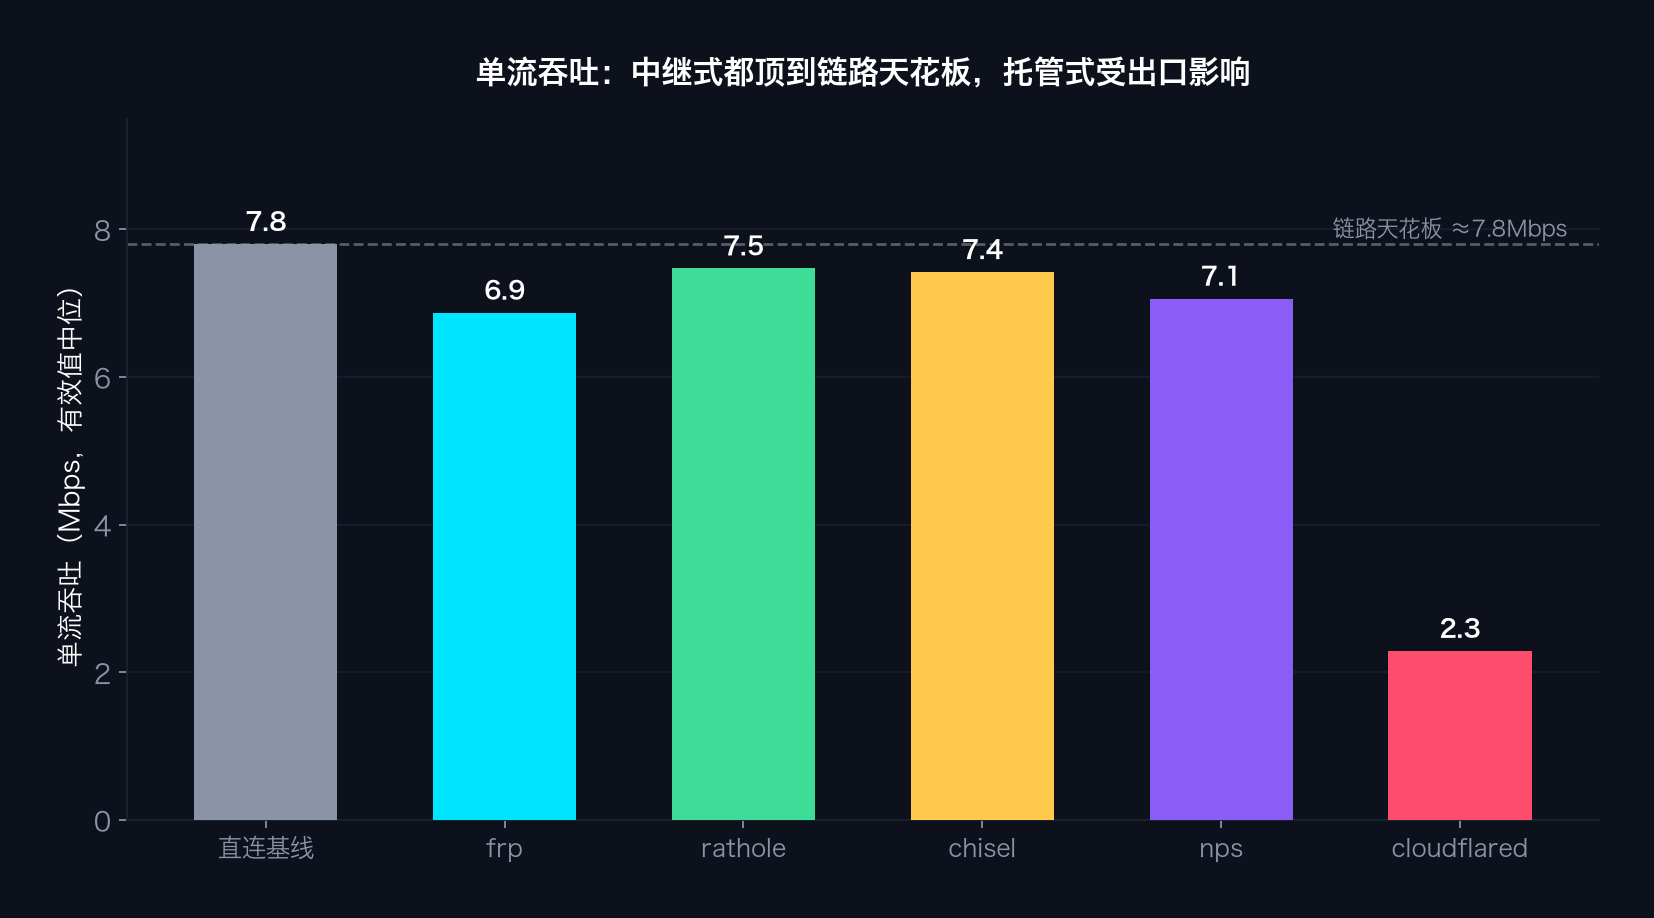 单流吞吐：中继式都顶到链路天花板，托管式受出口影响
单流吞吐（Mbps，有效值中位）
8
6
4
2
0
链路天花板 ≈7.8Mbps
7.8
6.9
7.5
7.4
7.1
2.3
直连基线
frp
rathole
chisel
nps
cloudflared